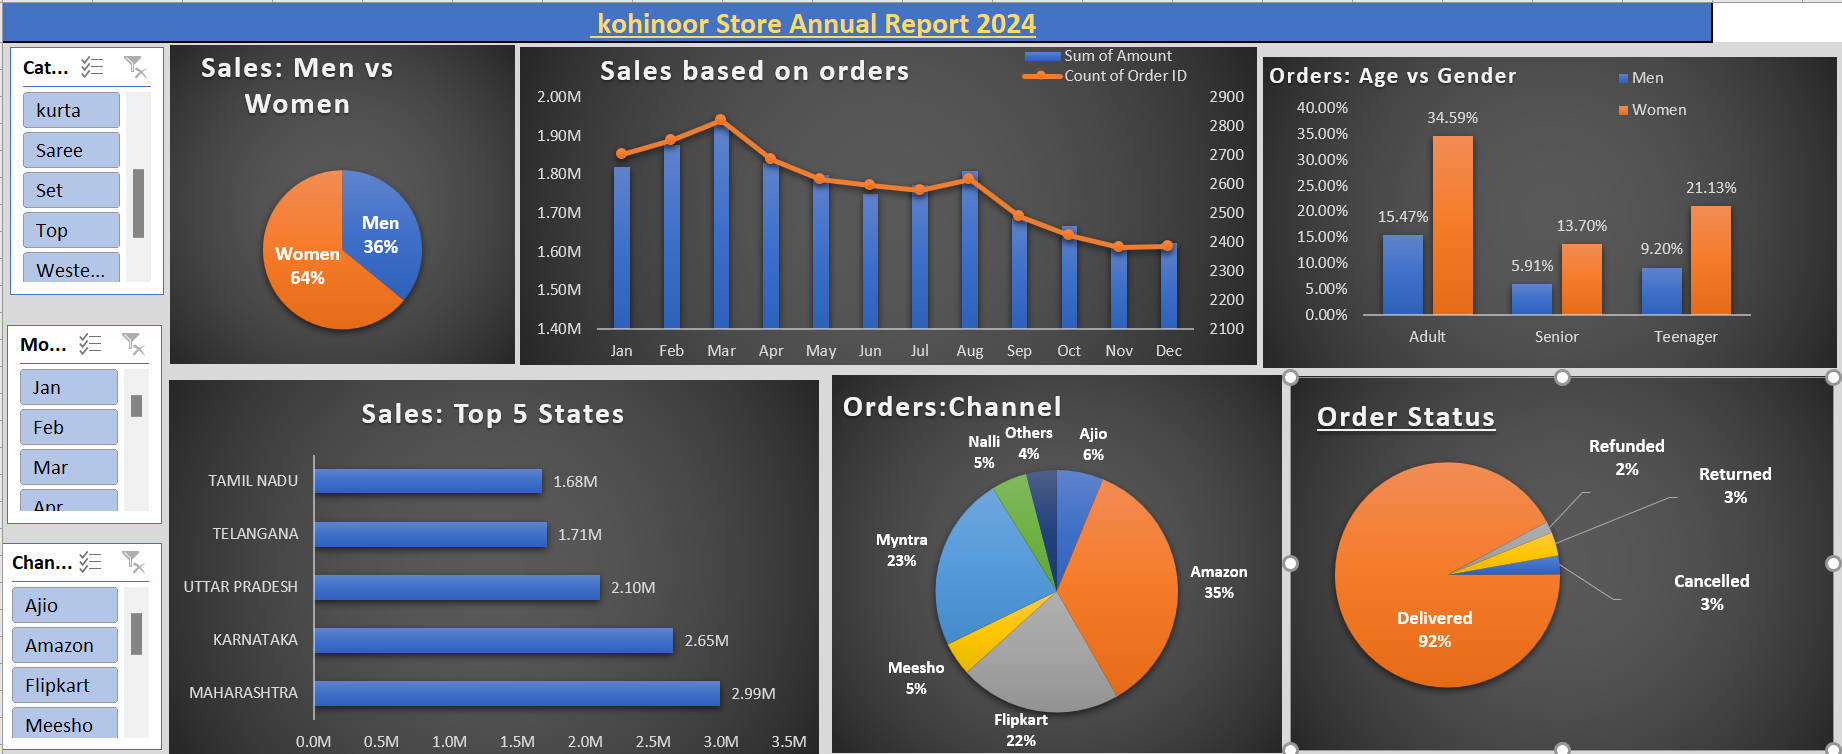 kohinoor Store Annual Report 2024
Cat...
kurta
Saree
Set
Top
Weste...
Mo...
Jan
Feb
Mar
Apr
Chan...
Ajio
Amazon
Flipkart
Meesho
Sales: Men vs
Women
Men
36%
Women
64%
Sales based on orders
Sum of Amount
Count of Order ID
2.00M
1.90M
1.80M
1.70M
1.60M
1.50M
1.40M
2900
2800
2700
2600
2500
2400
2300
2200
2100
Jan Feb Mar Apr May Jun Jul Aug Sep Oct Nov Dec
Orders: Age vs Gender
Men
Women
40.00%
35.00%
30.00%
25.00%
20.00%
15.00%
10.00%
5.00%
0.00%
15.47%
34.59%
5.91%
13.70%
9.20%
21.13%
Adult Senior Teenager
Sales: Top 5 States
TAMIL NADU 1.68M
TELANGANA 1.71M
UTTAR PRADESH 2.10M
KARNATAKA 2.65M
MAHARASHTRA 2.99M
0.0M 0.5M 1.0M 1.5M 2.0M 2.5M 3.0M 3.5M
Orders:Channel
Ajio
6%
Amazon
35%
Flipkart
22%
Meesho
5%
Myntra
23%
Nalli
5%
Others
4%
Order Status
Refunded
2%
Returned
3%
Cancelled
3%
Delivered
92%